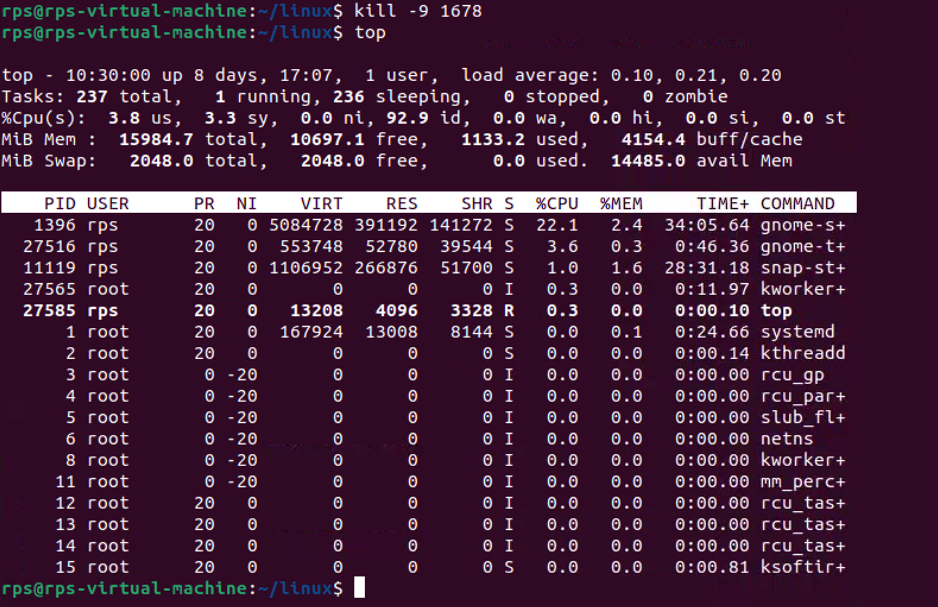 rps@rps-virtual-machine:~/linux$ kill -9 1678
rps@rps-virtual-machine:~/linux$ top
top - 10:30:00 up 8 days, 17:07,  1 user,  load average: 0.10, 0.21, 0.20
Tasks: 237 total,   1 running, 236 sleeping,   0 stopped,   0 zombie
%Cpu(s):  3.8 us,  3.3 sy,  0.0 ni, 92.9 id,  0.0 wa,  0.0 hi,  0.0 si,  0.0 st
MiB Mem :  15984.7 total,  10697.1 free,   1133.2 used,   4154.4 buff/cache
MiB Swap:   2048.0 total,   2048.0 free,      0.0 used.  14485.0 avail Mem
PID USER      PR  NI    VIRT    RES    SHR S  %CPU  %MEM     TIME+ COMMAND
1396 rps       20   0 5084728 391192 141272 S  22.1   2.4  34:05.64 gnome-s+
27516 rps       20   0  553748  52780  39544 S   3.6   0.3   0:46.36 gnome-t+
11119 rps       20   0 1106952 266876  51700 S   1.0   1.6  28:31.18 snap-st+
27565 root      20   0       0      0      0 I   0.3   0.0   0:11.97 kworker+
27585 rps       20   0   13208   4096   3328 R   0.3   0.0   0:00.10 top
1 root      20   0  167924  13008   8144 S   0.0   0.1   0:24.66 systemd
2 root      20   0       0      0      0 S   0.0   0.0   0:00.14 kthreadd
3 root       0 -20       0      0      0 I   0.0   0.0   0:00.00 rcu_gp
4 root       0 -20       0      0      0 I   0.0   0.0   0:00.00 rcu_par+
5 root       0 -20       0      0      0 I   0.0   0.0   0:00.00 slub_fl+
6 root       0 -20       0      0      0 I   0.0   0.0   0:00.00 netns
8 root       0 -20       0      0      0 I   0.0   0.0   0:00.00 kworker+
11 root       0 -20       0      0      0 I   0.0   0.0   0:00.00 mm_perc+
12 root      20   0       0      0      0 I   0.0   0.0   0:00.00 rcu_tas+
13 root      20   0       0      0      0 I   0.0   0.0   0:00.00 rcu_tas+
14 root      20   0       0      0      0 I   0.0   0.0   0:00.00 rcu_tas+
15 root      20   0       0      0      0 S   0.0   0.0   0:00.81 ksoftir+
rps@rps-virtual-machine:~/linux$